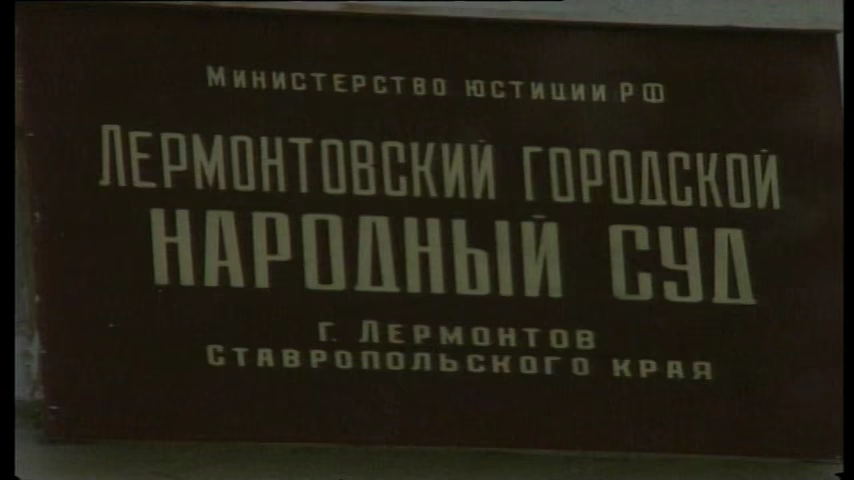 Министерство юстиции РФ
Лермонтовский городской
народный суд
г. Лермонтов
Ставропольского края